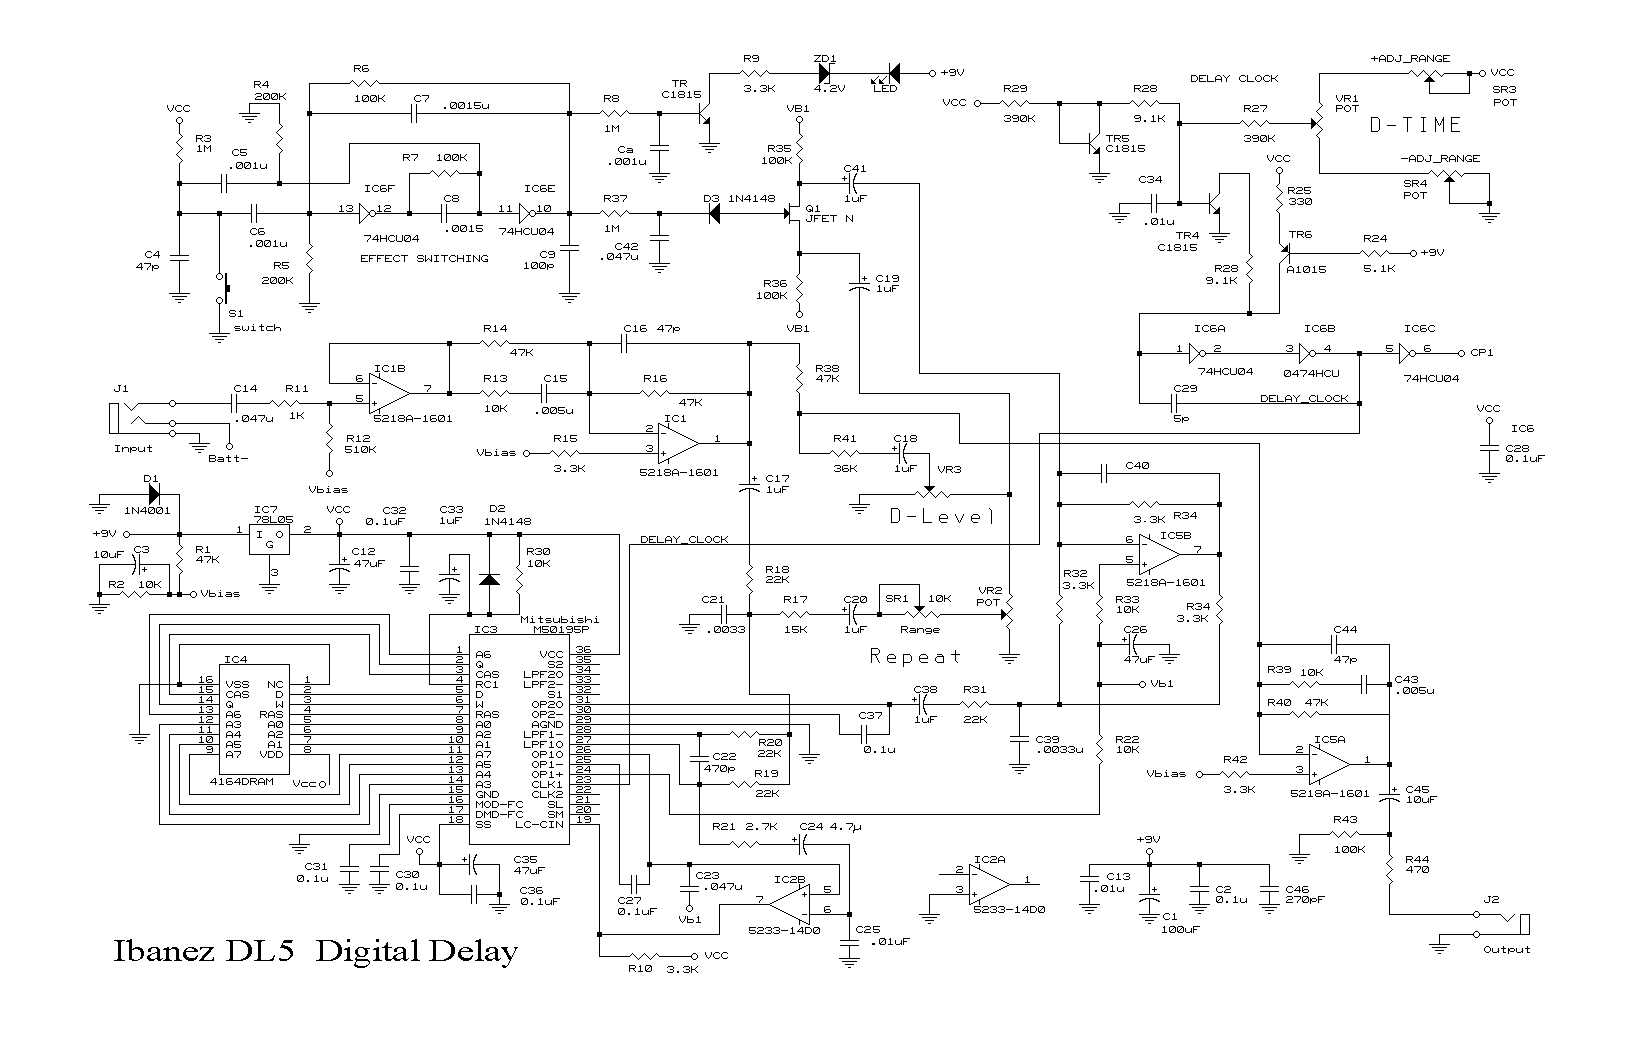 R6
100K
R4
200K
VCC
R3
1M
C5
.001u
C7
.0015u
R7 100K
IC6F
13 12
74HCU04
C8
.0015
IC6E
11 10
74HCU04
EFFECT SWITCHING
C6
.001u
C4
47p
R5
200K
S1
switch
C9
100p
R8
1M
Ca
.001u
TR
C1815
R9
3.3K
ZD1
4.2V
LED
+9V
VB1
R35
100K
R37
1M
C42
.047u
D3 1N4148
Q1
JFET N
C41
1uF
R36
100K
VB1
C19
1uF
VCC
R29
390K
TR5
C1815
R28
9.1K
DELAY CLOCK
R27
390K
VR1
POT
D-TIME
+ADJ_RANGE
VCC
SR3
POT
-ADJ_RANGE
SR4
POT
C34
.01u
TR4
C1815
VCC
R25
330
TR6
A1015
R24
5.1K
+9V
R28
9.1K
IC6A
1 2
74HCU04
IC6B
3 4
0474HCU
IC6C
5 6
74HCU04
CP1
C29
5p
DELAY_CLOCK
VCC
IC6
C28
0.1uF
J1
Input
Batt-
C14
.047u
R11
1K
R12
510K
Vbias
IC1B
6
5
7
5218A-1601
R14
47K
R13
10K
C15
.005u
C16 47p
R16
47K
Vbias
R15
3.3K
IC1
2
3
1
5218A-1601
C17
1uF
R38
47K
R41
36K
C18
1uF
VR3
D-Level
DELAY_CLOCK
C40
R34
3.3K
IC5B
6
5
7
5218A-1601
R32
3.3K
R33
10K
R34
3.3K
C26
47uF
Vb1
R22
10K
D1
1N4001
+9V
10uF C3
R2 10K
R1
47K
Vbias
IC7
78L05
1
I O
G
2
3
VCC
C12
47uF
C32
0.1uF
C33
1uF
D2
1N4148
R30
10K
R18
22K
C21
.0033
R17
15K
C20
1uF
SR1 10K
Range
VR2
POT
Repeat
IC4
16 VSS NC 1
15 CAS D 2
14 Q W 3
13 A6 RAS 4
12 A3 A0 5
11 A4 A2 6
10 A5 A1 7
9 A7 VDD 8
4164DRAM
Vcc
Mitsubishi
IC3 M50195P
1 A6 VCC 36
2 Q S2 35
3 CAS LPF2O 34
4 RC1 LPF2- 33
5 D S1 32
6 W OP2O 31
7 RAS OP2- 30
8 A0 AGND 29
9 A2 LPF1- 28
10 A1 LPF1O 27
11 A7 OP1O 26
12 A5 OP1- 25
13 A4 OP1+ 24
14 A3 CLK1 23
15 GND CLK2 22
16 MOD-FC SL 21
17 DMD-FC SM 20
18 SS LC-CIN 19
C31
0.1u
C30
0.1u
VCC
C35
47uF
C36
0.1uF
C27
0.1uF
C22
470p
R20
22K
R19
22K
C37
0.1u
C38
1uF
R31
22K
C39
.0033u
R21 2.7K
C24 4.7µ
C23
.047u
Vb1
IC2B
7
5
6
5233-14D0
C25
.01uF
R10
3.3K
VCC
IC2A
2
3
1
5233-14D0
+9V
C13
.01u
C1
100uF
C2
0.1u
C46
270pF
C44
47p
R39 10K
C43
.005u
R40 47K
IC5A
2
3
1
5218A-1601
Vbias
R42
3.3K
C45
10uF
R43
100K
R44
470
J2
Output
Ibanez DL5 Digital Delay